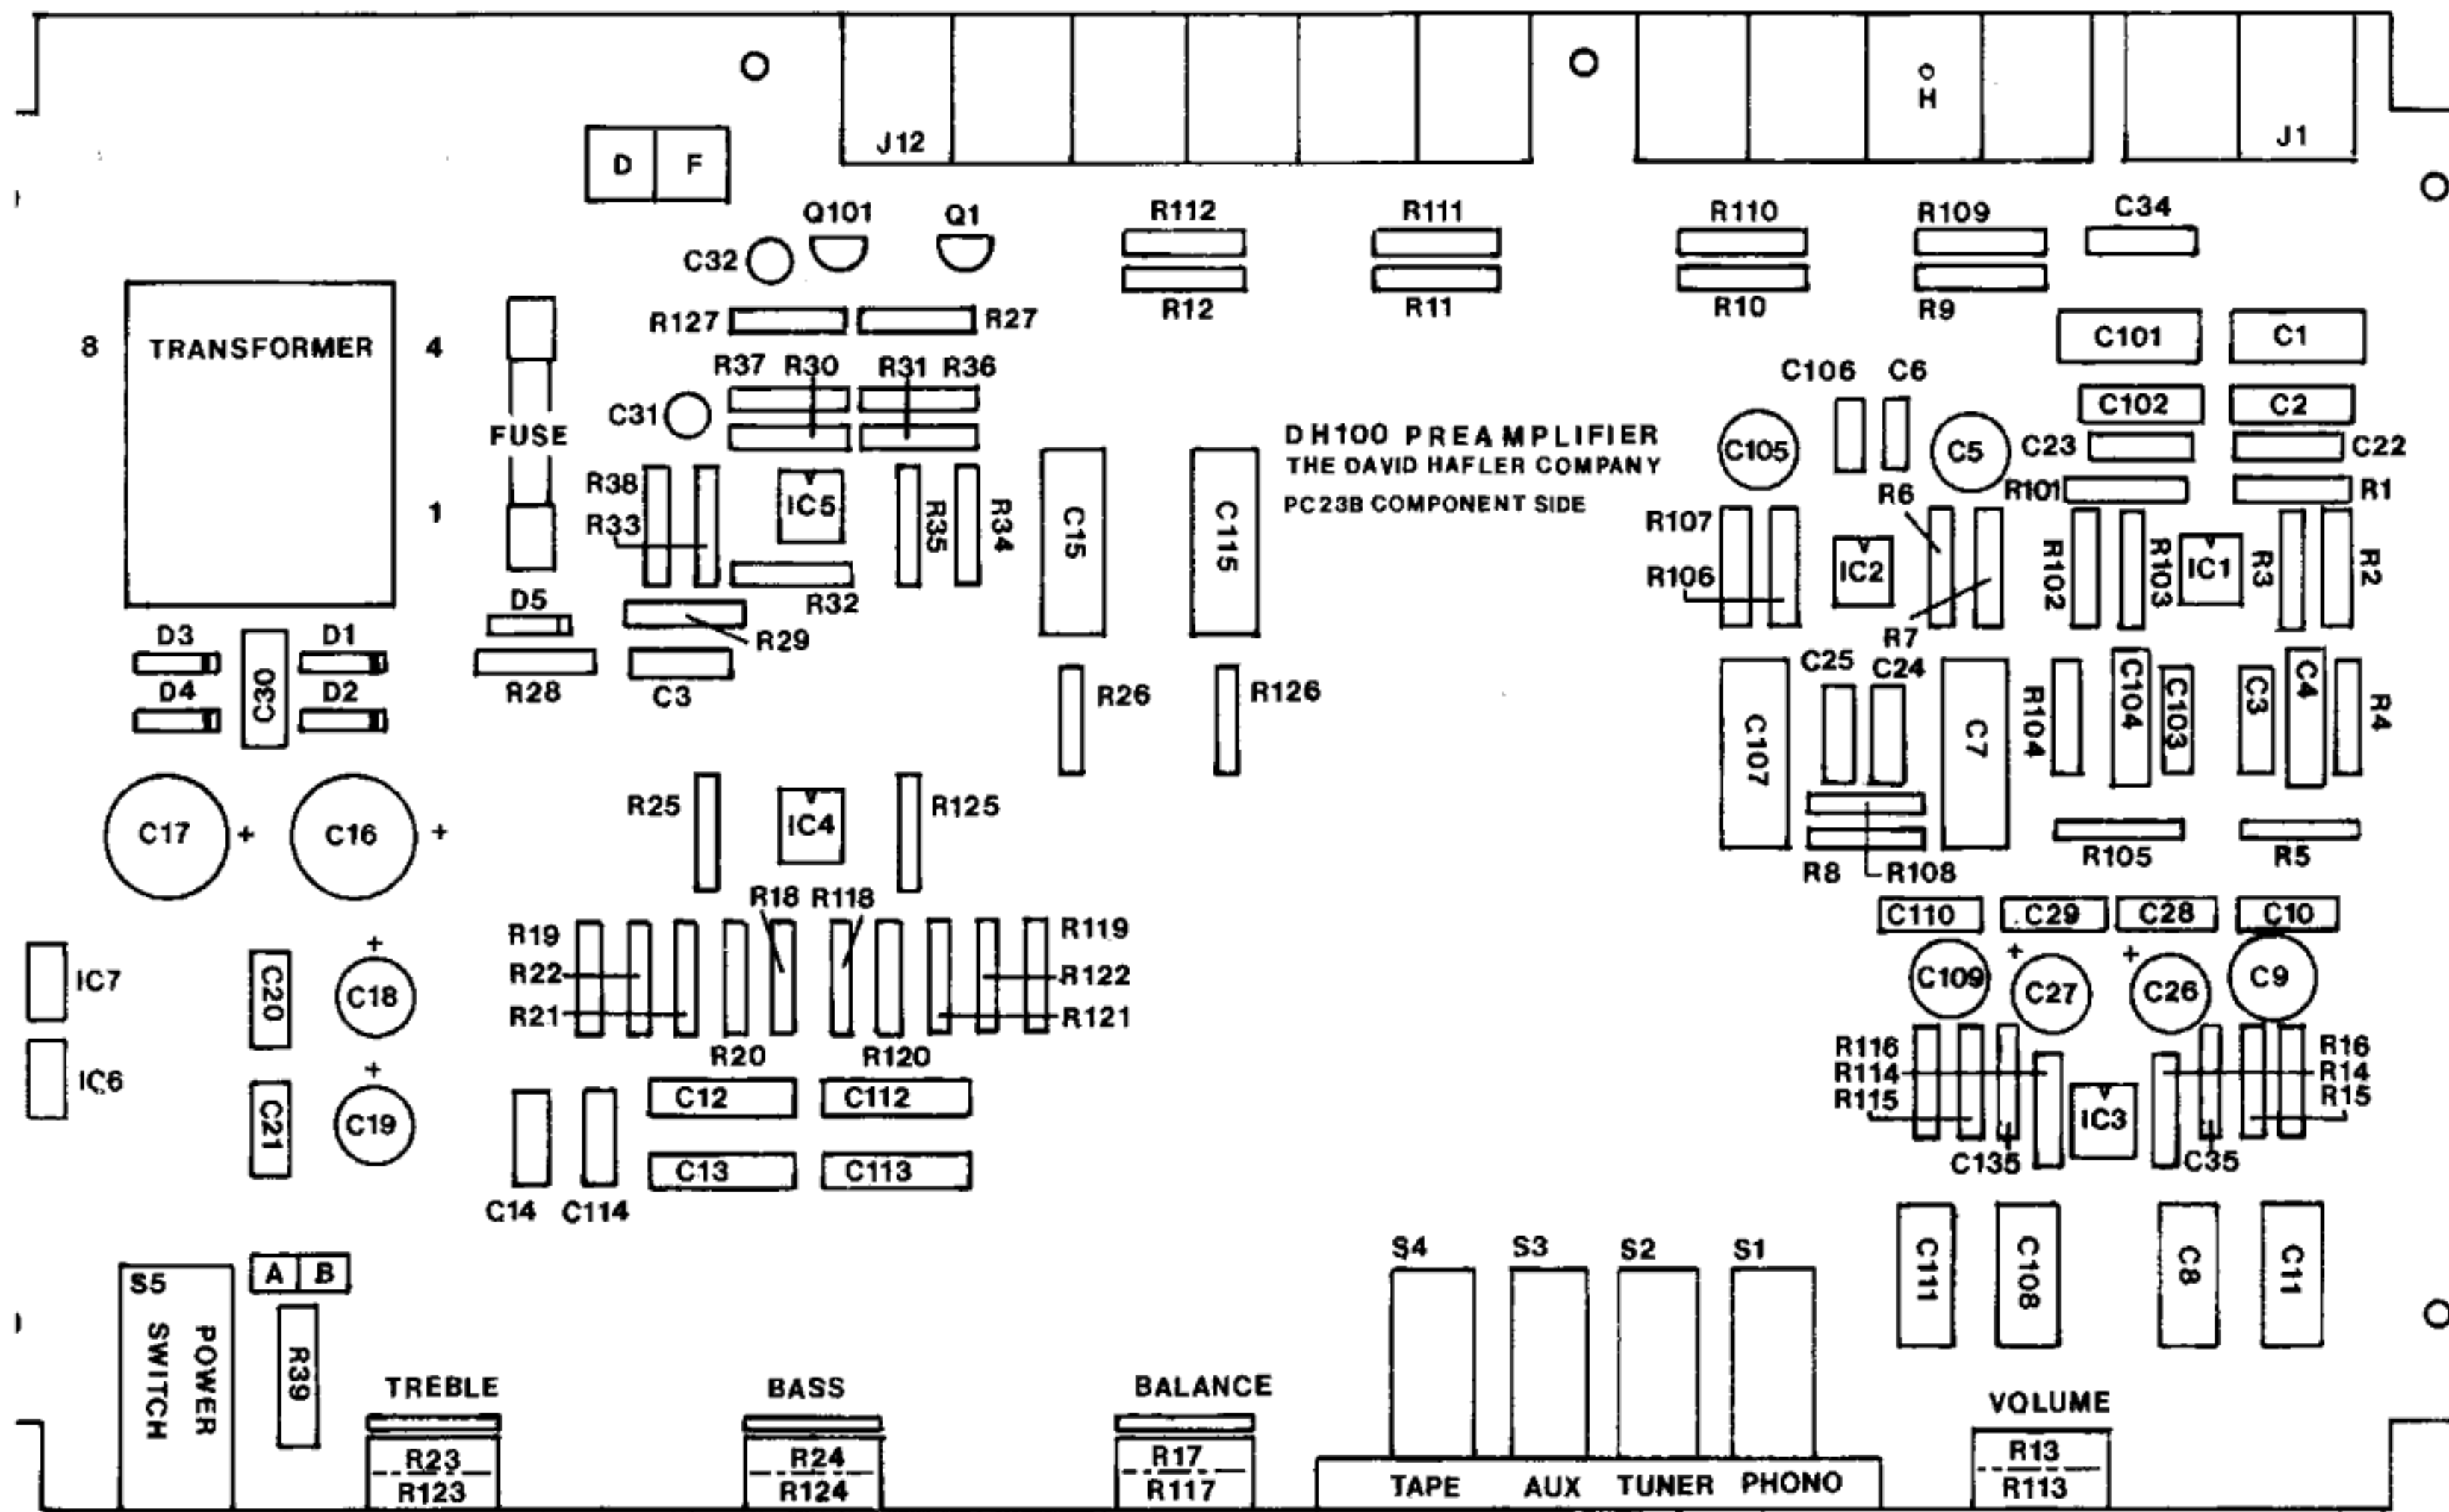 H
J12
J1
D F
Q101 Q1
R112 R111 R110 R109 C34
C32
R12 R11 R10 R9
R127 R27
C101 C1
8 TRANSFORMER 4
R37 R30 R31 R36
C106 C6
C31
C102 C2
FUSE
DH100 PREAMPLIFIER
THE DAVID HAFLER COMPANY
PC23B COMPONENT SIDE
C105 C5 C23 C22
R38
R33
IC5
R35
R34
C15
C115
R6
R101 R1
1
R107
R106
IC2
R102
R103
IC1
R3
R2
D5
R32
R29
R7
D3 D1
C30
D4 D2
R28 C3
R26 R126
C25 C24
C107
C7
R104
C104
C103
C3
C4
R4
C17 + C16 +
R25 IC4 R125
R105 R5
R8 R108
R18 R118
C110 C29 C28 C10
R19 R119
R22 R122
R21 R121
+ + +
IC7
C20
C18
C109 C27 C26 C9
R20 R120
R116 R16
R114 R14
R115 R15
IC3
IC6
+
C21
C19
C12 C112
C13 C113
C135 C35
C14 C114
S4 S3 S2 S1
C111
C108
C8
C11
A B
S5
POWER
SWITCH
R39
TREBLE BASS BALANCE
VOLUME
R23 R24 R17 R13
R123 R124 R117 R113
TAPE AUX TUNER PHONO